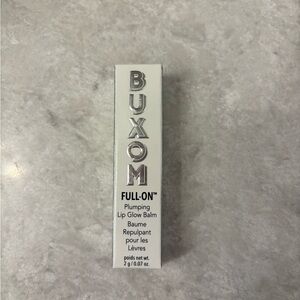 BUXOM
FULL-ON™
Plumping
Lip Glow Balm
Baume
Repulpant
pour les
Lèvres
poids net wt.
2 g / 0.07 oz.